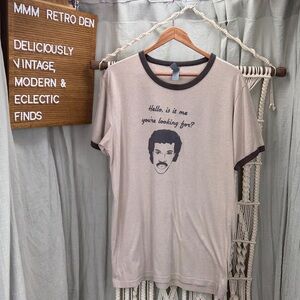 MMM RETRO DEN
DELICIOUSLY
VINTAGE,
MODERN &
ECLECTIC
FINDS
Hello, is it me
you're looking for?